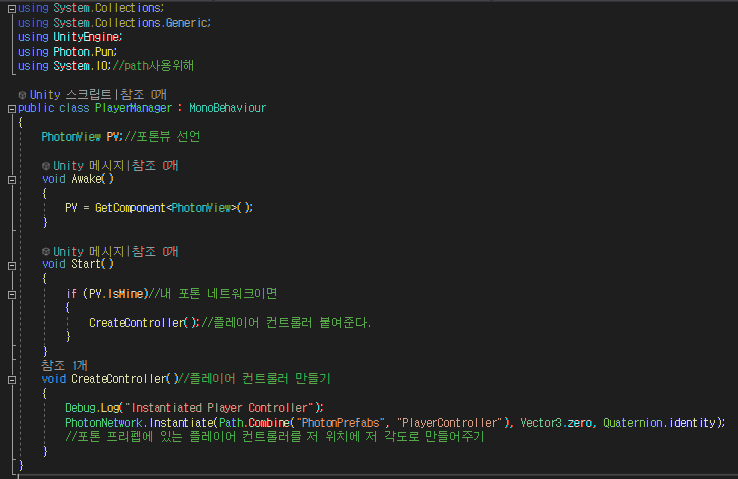 using System.Collections;
using System.Collections.Generic;
using UnityEngine;
using Photon.Pun;
using System.IO;//path사용위해
Unity 스크립트|참조 0개
public class PlayerManager : MonoBehaviour
{
PhotonView PV;//포톤뷰 선언
Unity 메시지|참조 0개
void Awake()
{
PV = GetComponent<PhotonView>();
}
Unity 메시지|참조 0개
void Start()
{
if (PV.IsMine)//내 포톤 네트워크이면
{
CreateController();//플레이어 컨트롤러 붙여준다.
}
}
참조 1개
void CreateController()//플레이어 컨트롤러 만들기
{
Debug.Log("Instantiated Player Controller");
PhotonNetwork.Instantiate(Path.Combine("PhotonPrefabs", "PlayerController"), Vector3.zero, Quaternion.identity);
//포톤 프리펩에 있는 플레이어 컨트롤러를 저 위치에 저 각도로 만들어주기
}
}